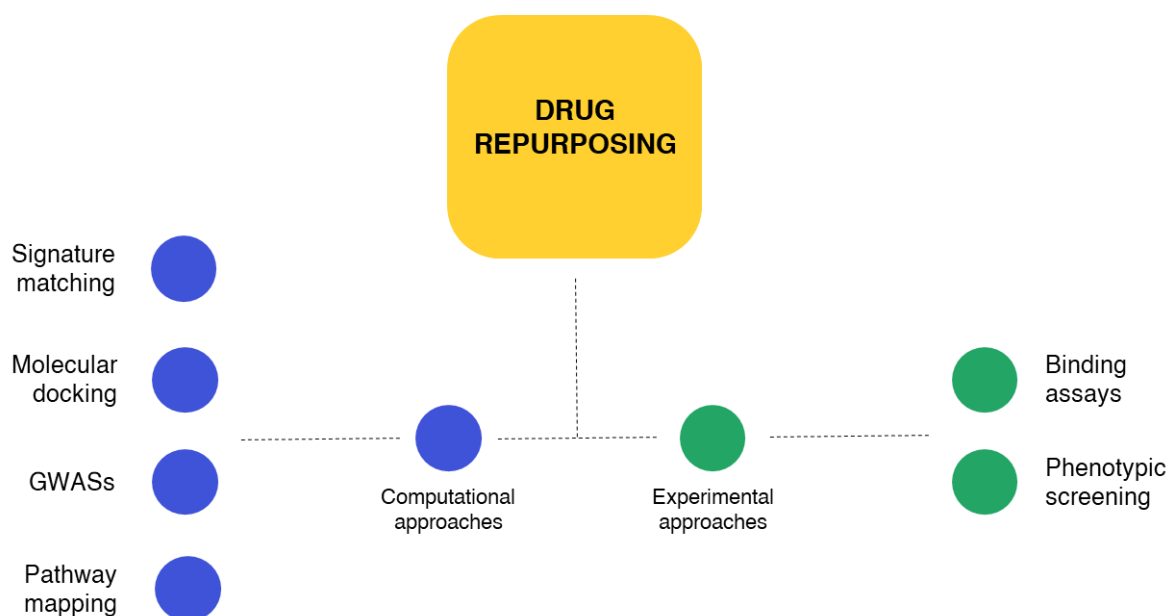 DRUG
REPURPOSING
Signature
matching
Molecular
docking
GWASs
Pathway
mapping
Computational
approaches
Experimental
approaches
Binding
assays
Phenotypic
screening